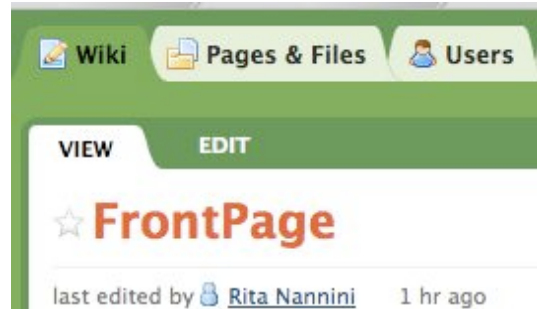 Wiki Pages & Files Users
VIEW EDIT
FrontPage
last edited by Rita Nannini 1 hr ago